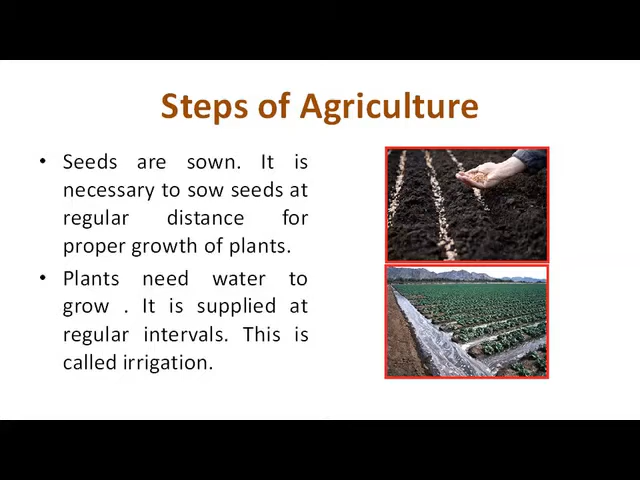 Steps of Agriculture
• Seeds are sown. It is
necessary to sow seeds at
regular distance for
proper growth of plants.
• Plants need water to
grow . It is supplied at
regular intervals. This is
called irrigation.